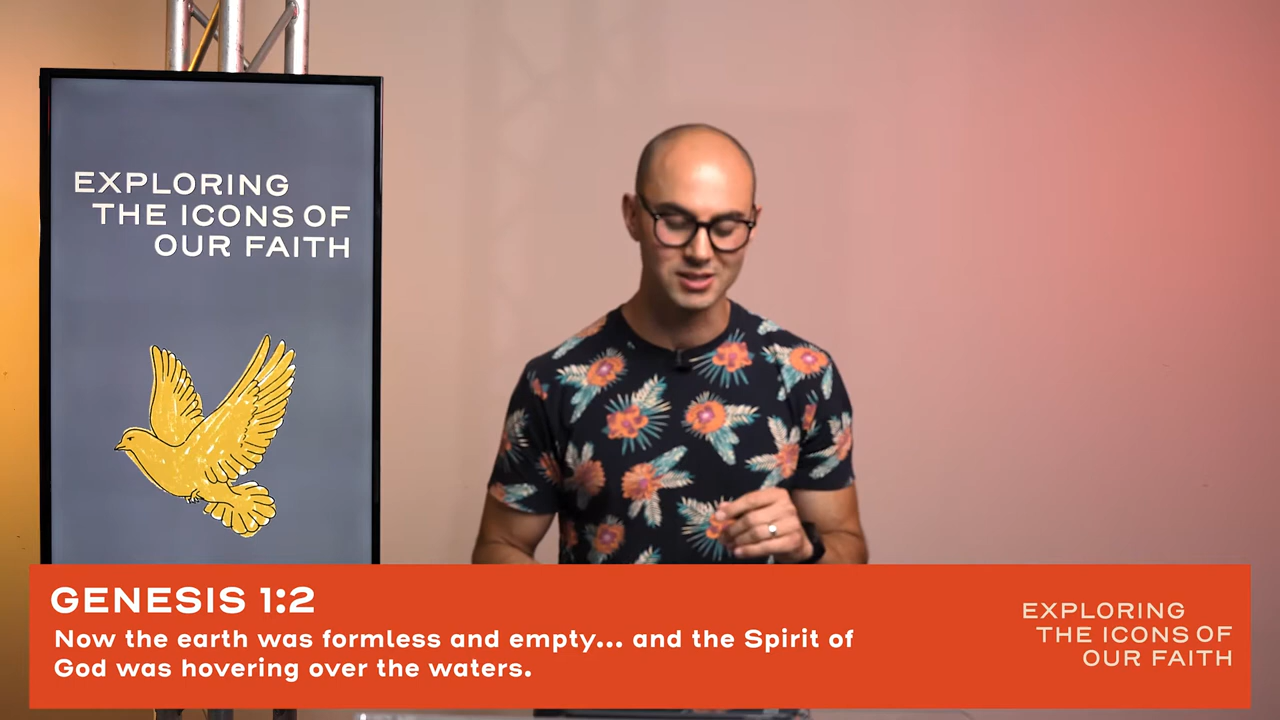 EXPLORING
THE ICONS OF
OUR FAITH
GENESIS 1:2
Now the earth was formless and empty... and the Spirit of
God was hovering over the waters.
EXPLORING
THE ICONS OF
OUR FAITH